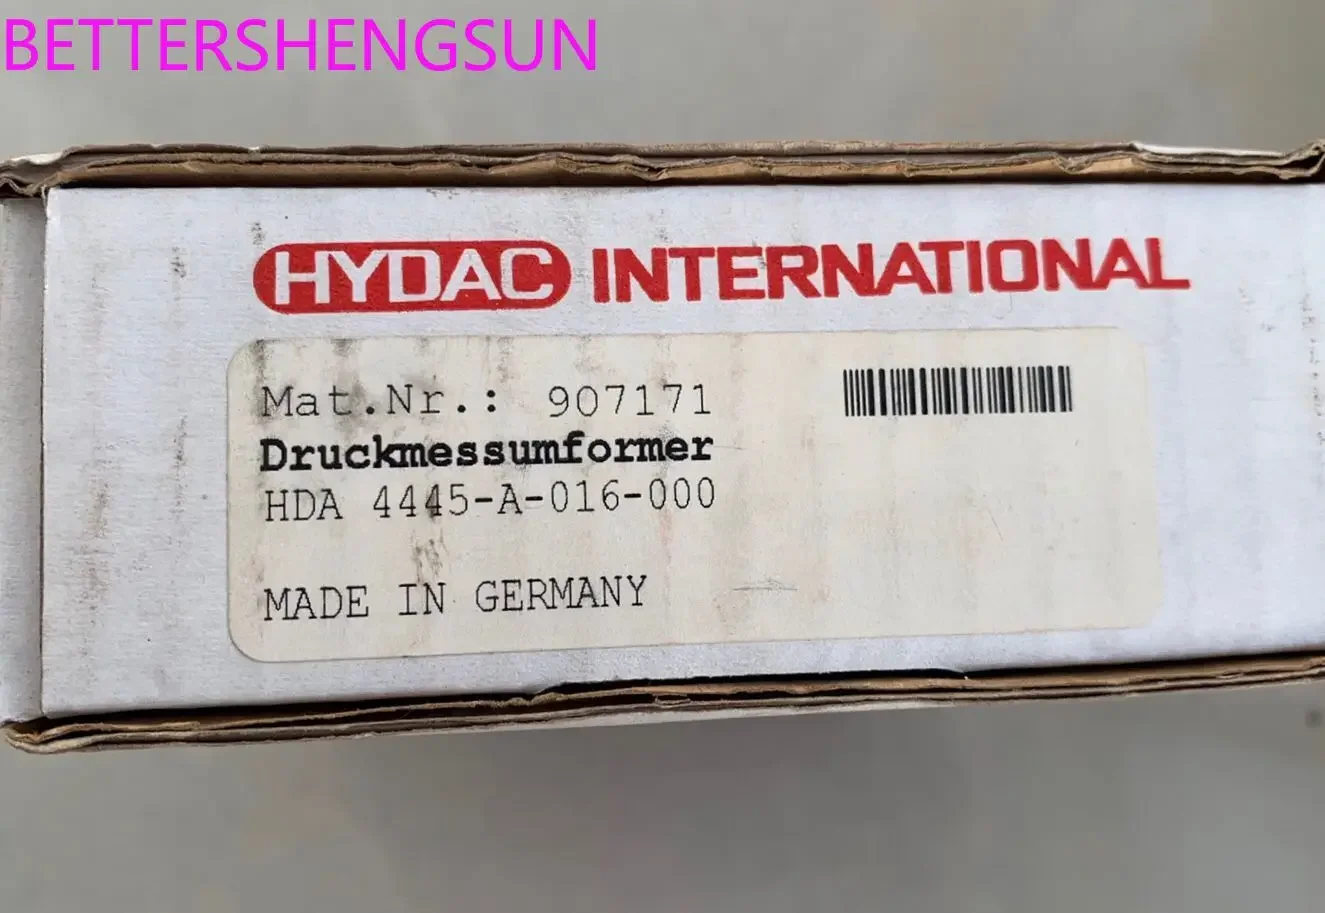 BETTERSHENGSUN
HYDAC INTERNATIONAL
Mat.Nr.: 907171
Druckmessumformer
HDA 4445-A-016-000
MADE IN GERMANY